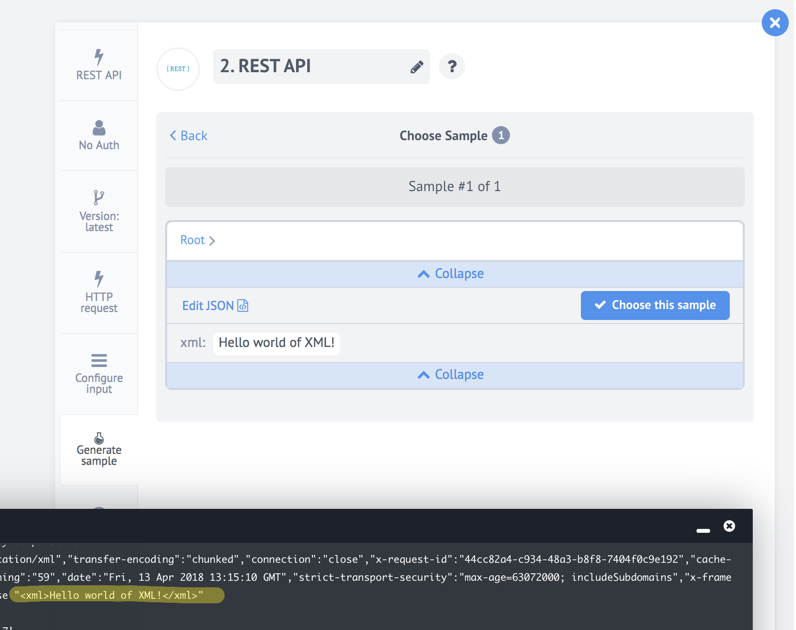 REST API
No Auth
Version:
latest
HTTP
request
Configure
input
Generate
sample
{REST}
2. REST API
?
Back
Choose Sample 1
Sample #1 of 1
Root
Collapse
Edit JSON
Choose this sample
xml: Hello world of XML!
Collapse
ation/xml","transfer-encoding":"chunked","connection":"close","x-request-id":"44cc82a4-c934-48a3-b8f8-7404f0c9e192","cache-
ning":"59","date":"Fri, 13 Apr 2018 13:15:10 GMT","strict-transport-security":"max-age=63072000; includeSubdomains","x-frame
se "<xml>Hello world of XML!</xml>"